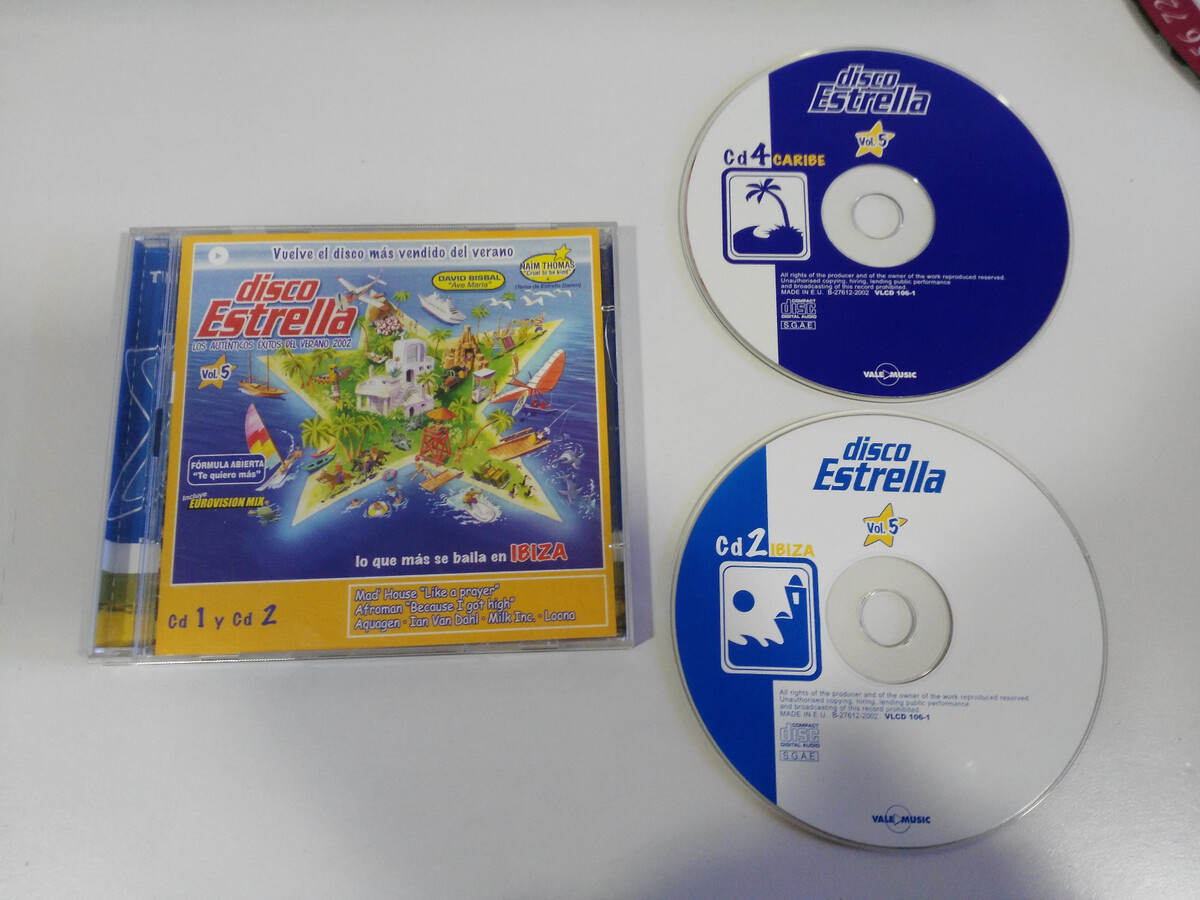 Vuelve el disco más vendido del verano
NAÏM THOMAS
"Cruel to be kind"
(Tema de Estrella Damm)
DAVID BISBAL
"Ave María"
disco
Estrella
LOS AUTÉNTICOS ÉXITOS DEL VERANO 2002
Vol. 5
FÓRMULA ABIERTA
"Te quiero más"
Incluye
EUROVISION MIX
lo que más se baila en IBIZA
Cd 1 y Cd 2
Mad' House "Like a prayer"
Afroman "Because I got high"
Aquagen · Ian Van Dahl · Milk Inc. · Loona
disco
Estrella
Vol. 5
Cd 4 CARIBE
All rights of the producer and of the owner of the work reproduced reserved.
Unauthorised copying, hiring, lending public performance
and broadcasting of this record prohibited.
MADE IN E.U. B-27612-2002 VLCD 106-1
COMPACT
disc
DIGITAL AUDIO
S.G.A.E.
VALE MUSIC
disco
Estrella
Vol. 5
Cd 2 IBIZA
All rights of the producer and of the owner of the work reproduced reserved.
Unauthorised copying, hiring, lending public performance
and broadcasting of this record prohibited.
MADE IN E.U. B-27612-2002 VLCD 106-1
COMPACT
disc
DIGITAL AUDIO
S.G.A.E.
VALE MUSIC